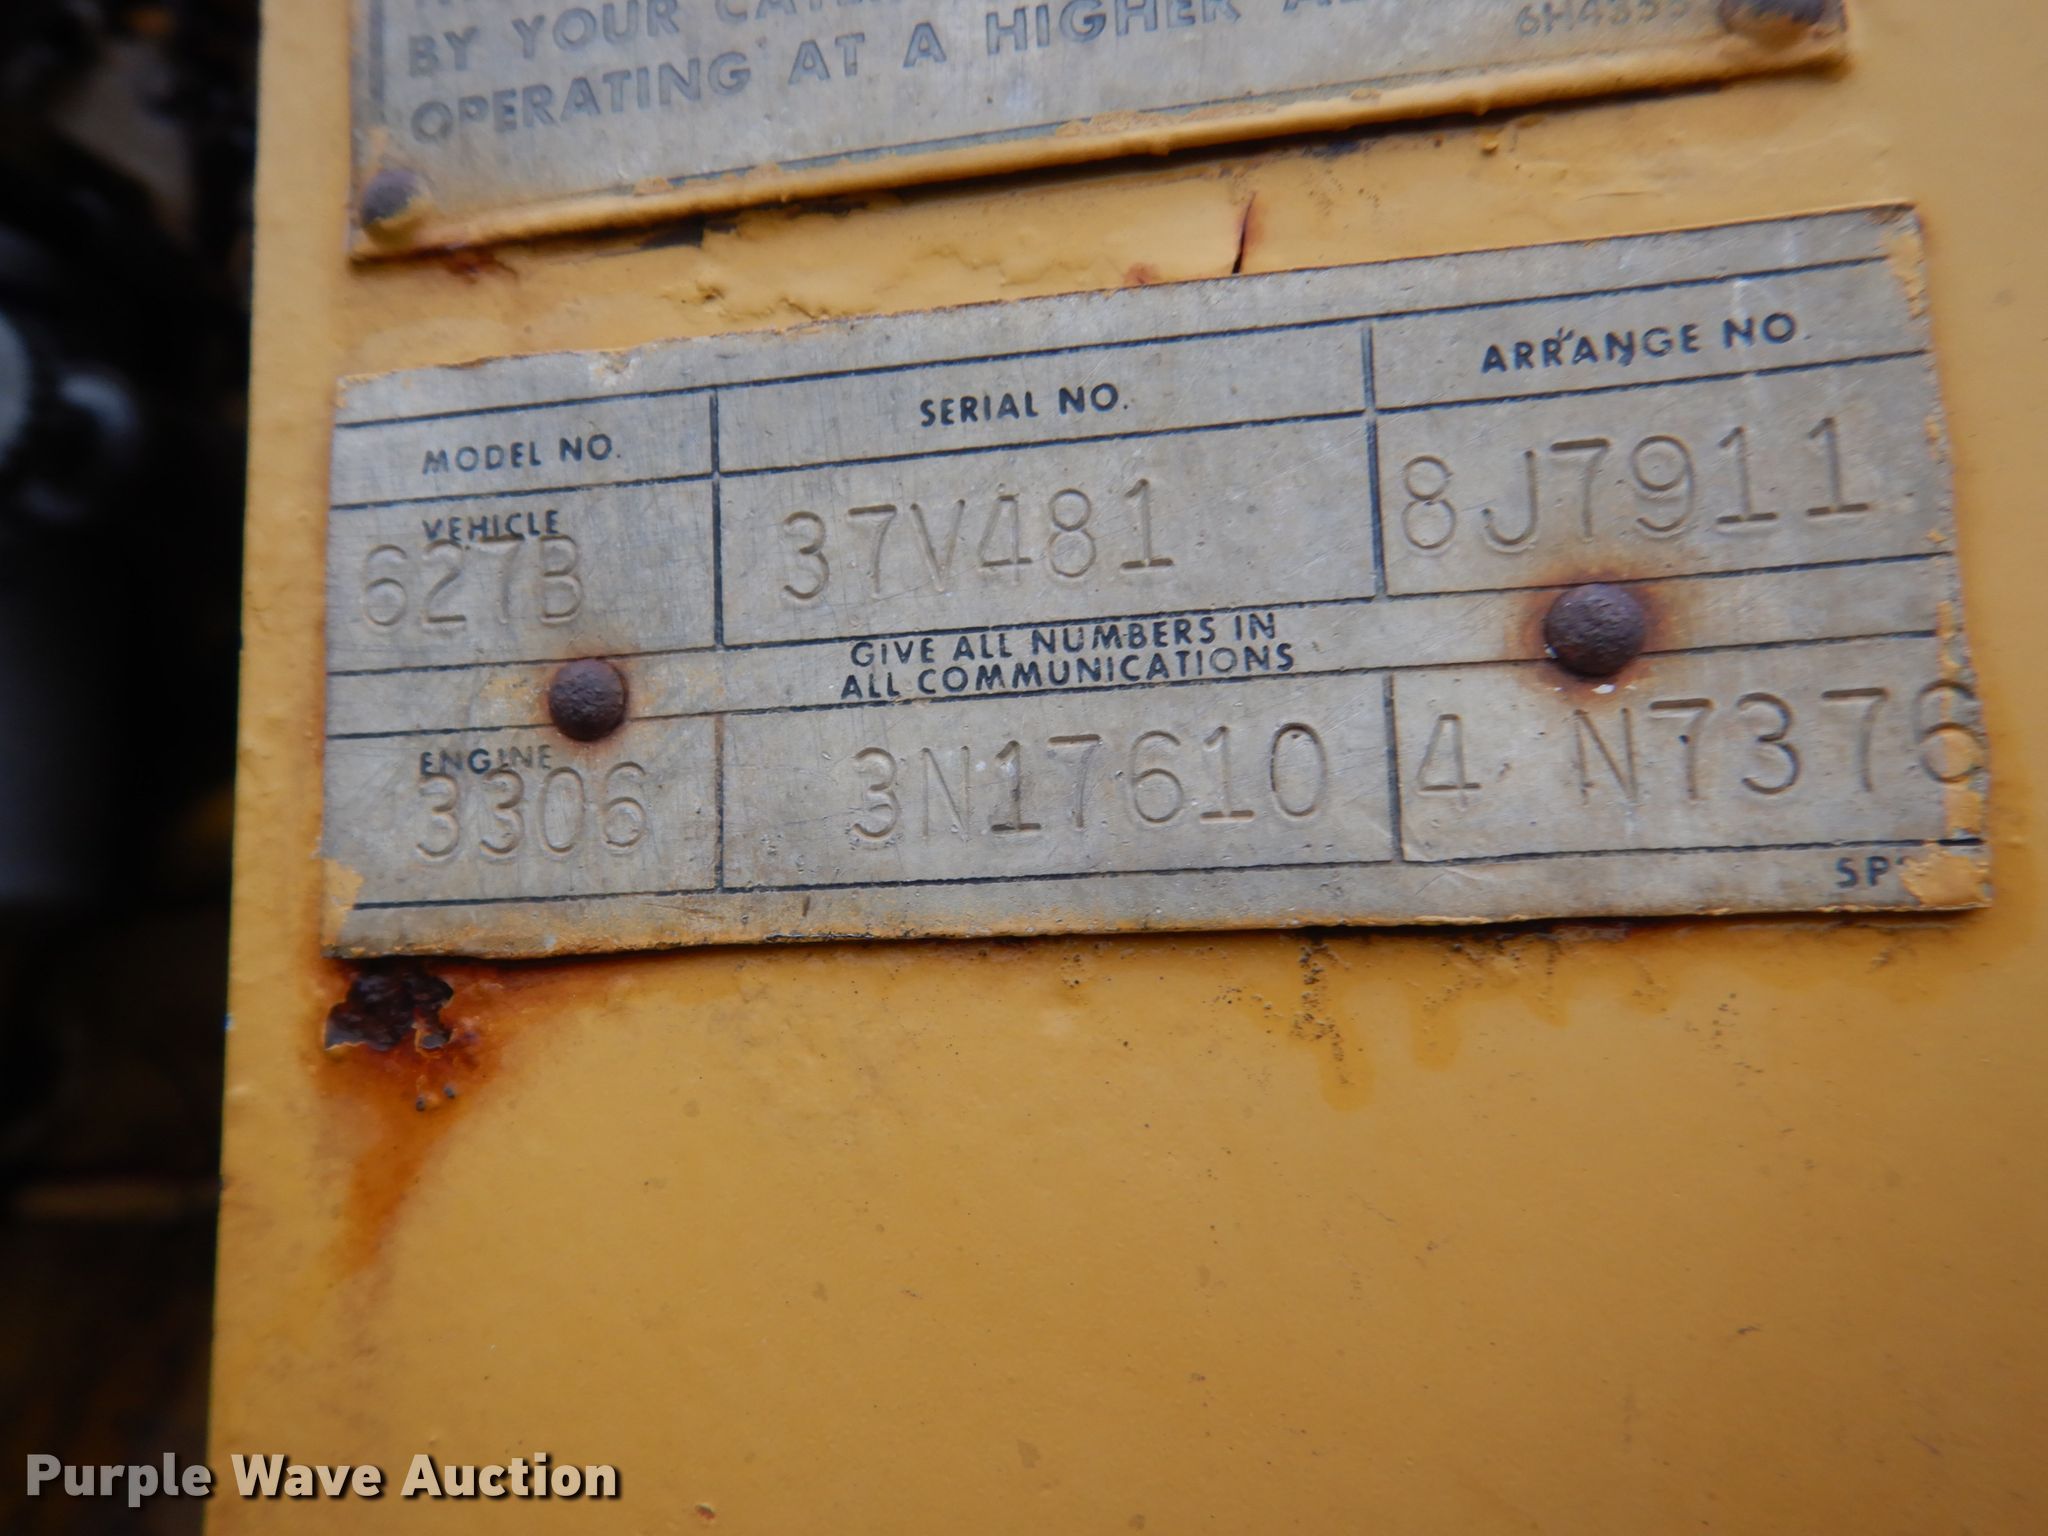 BY YOUR
OPERATING AT A HIGHER
MODEL NO. SERIAL NO. ARRANGE NO.
VEHICLE
627B 37V481 8J7911
GIVE ALL NUMBERS IN
ALL COMMUNICATIONS
ENGINE
3306 3N17610 4 N7376
Purple Wave Auction